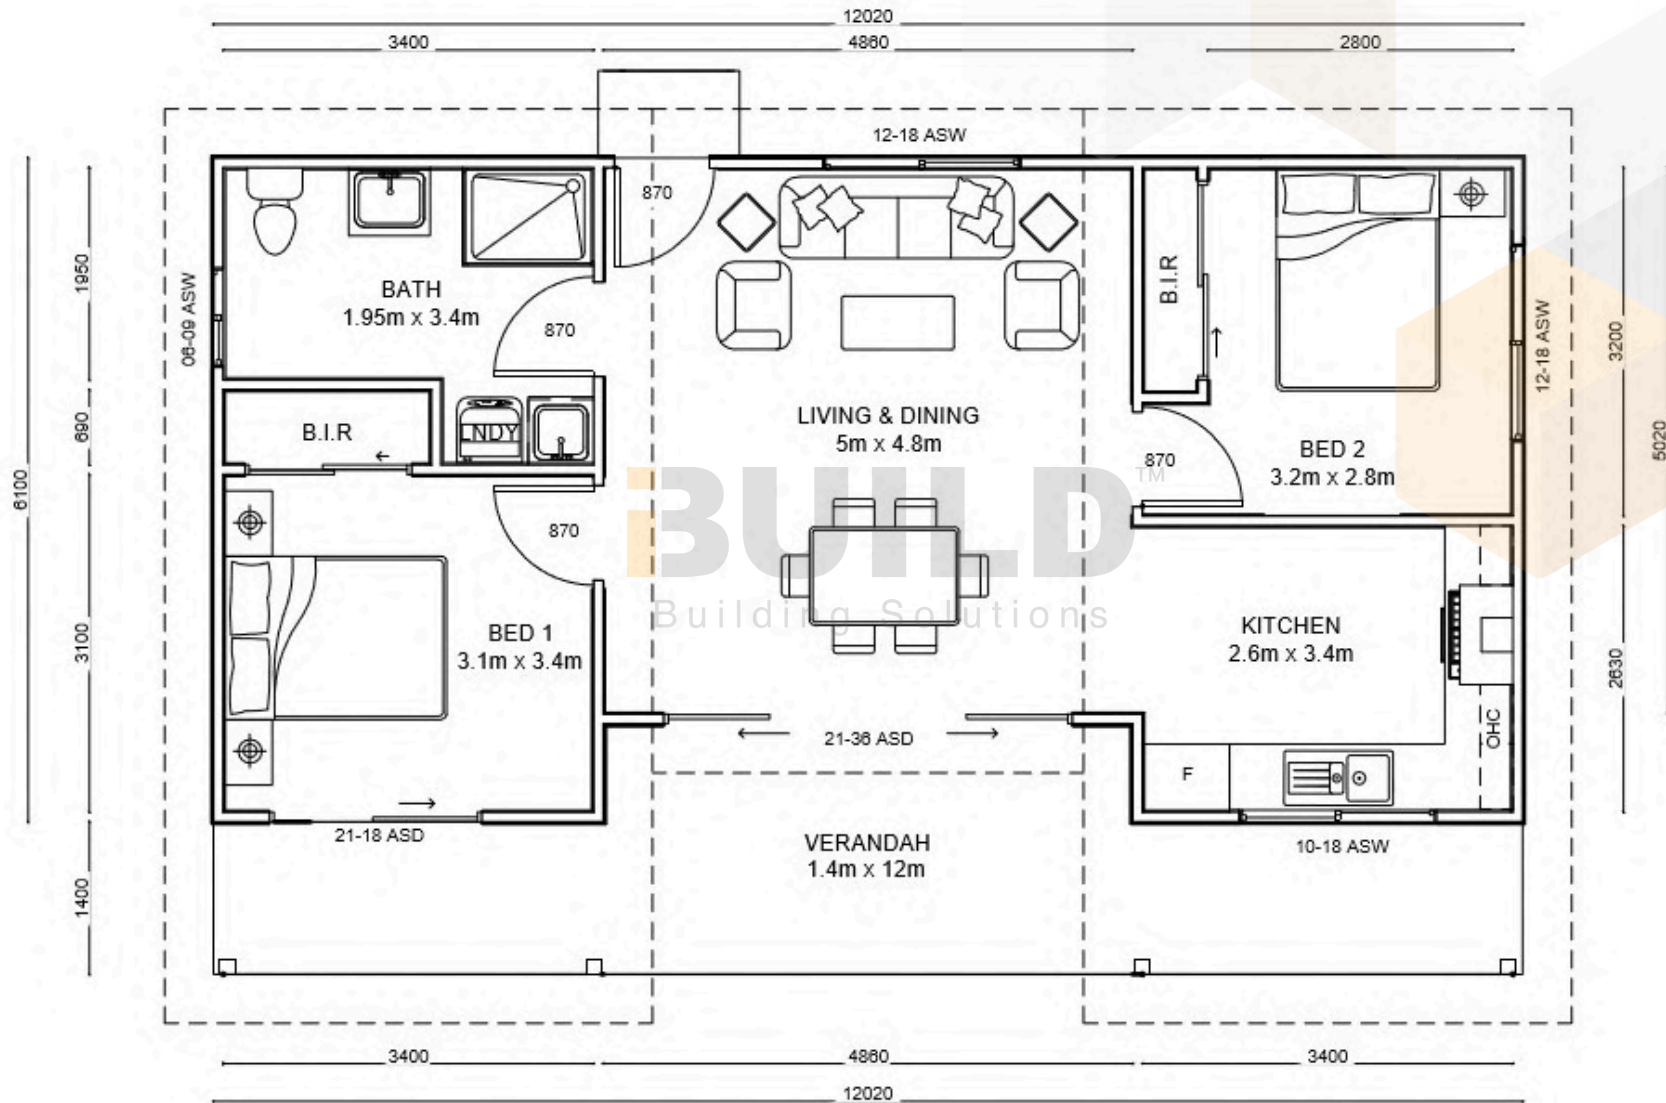 12020
3400
4860
2800
12-18 ASW
870
1950
06-09 ASW
BATH
1.95m x 3.4m
870
B.I.R
3200
12-18 ASW
690
B.I.R
LNDY
LIVING & DINING
5m x 4.8m
870
BED 2
3.2m x 2.8m
5020
6100
iBUILD™
Building Solutions
870
3100
BED 1
3.1m x 3.4m
KITCHEN
2.6m x 3.4m
2630
21-36 ASD
OHC
F
21-18 ASD
VERANDAH
1.4m x 12m
10-18 ASW
1400
3400
4860
3400
12020